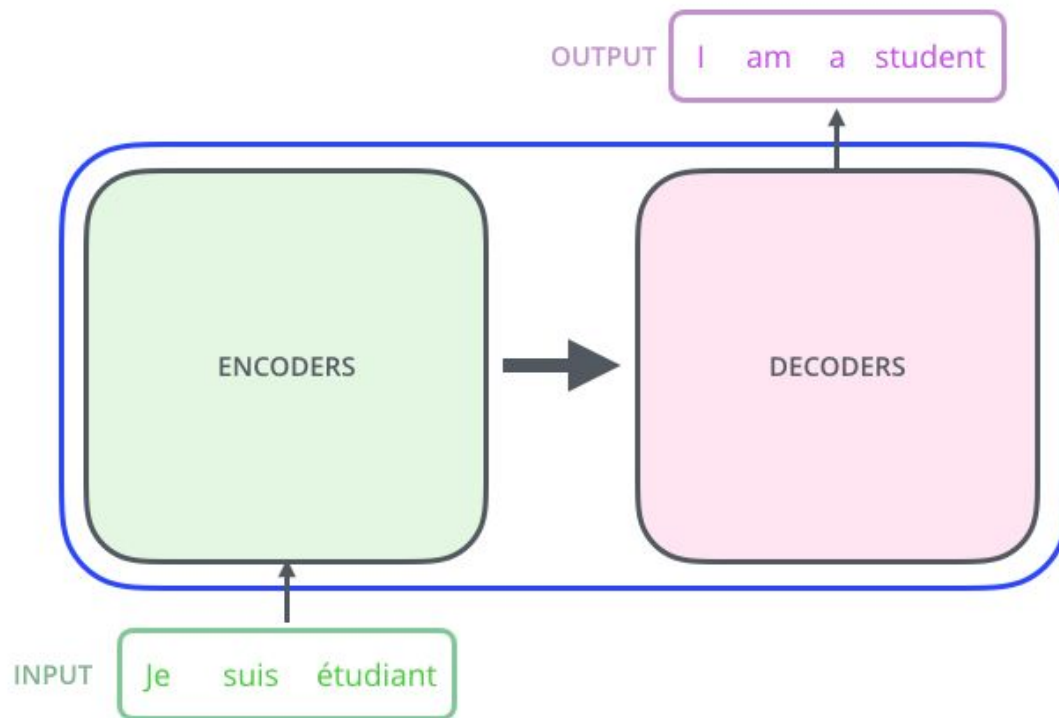 OUTPUT I am a student
ENCODERS DECODERS
INPUT Je suis étudiant